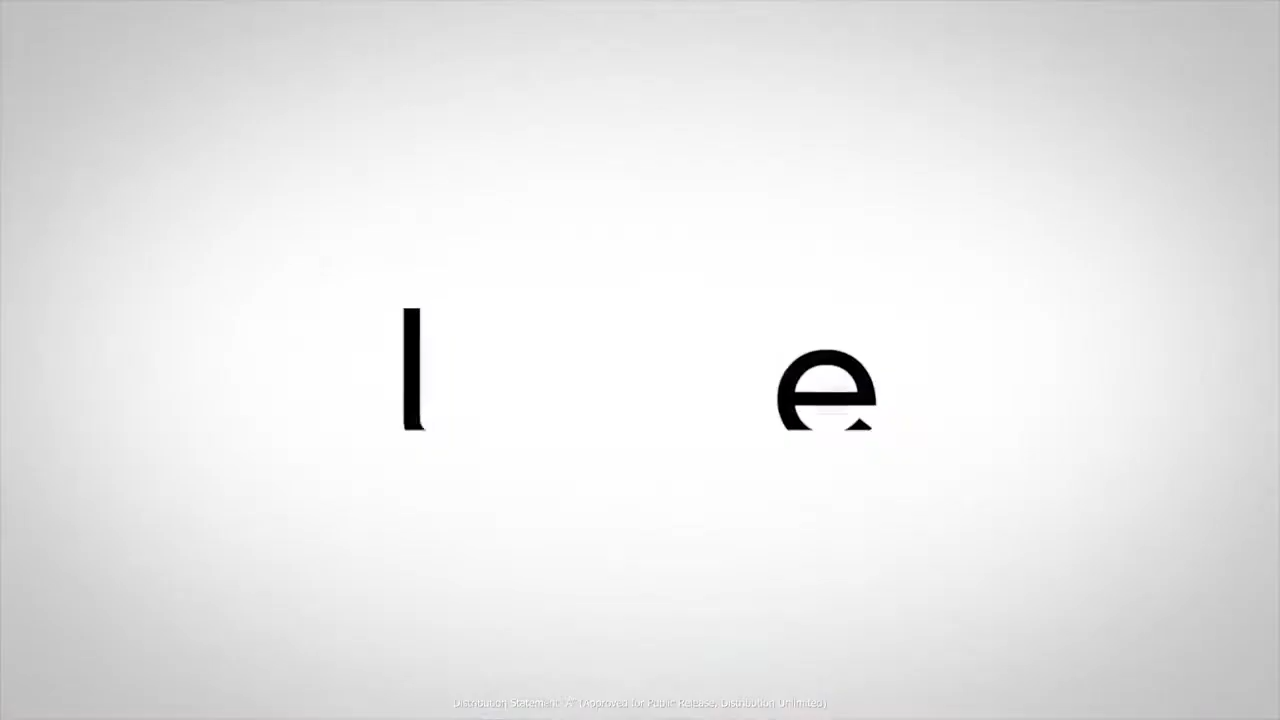 l e
Distribution Statement "A" (Approved for Public Release, Distribution Unlimited)